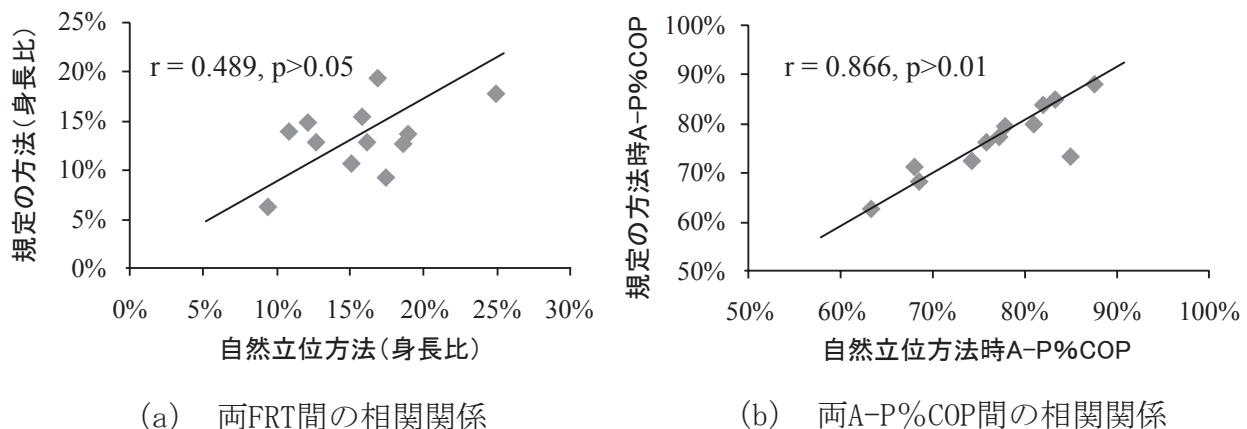 規定の方法(身長比)
25%
20%
15%
10%
5%
0%
r = 0.489, p>0.05
0% 5% 10% 15% 20% 25% 30%
自然立位方法(身長比)
(a) 両FRT間の相関関係
規定の方法時A-P%COP
100%
90%
80%
70%
60%
50%
r = 0.866, p>0.01
50% 60% 70% 80% 90% 100%
自然立位方法時A-P%COP
(b) 両A-P%COP間の相関関係